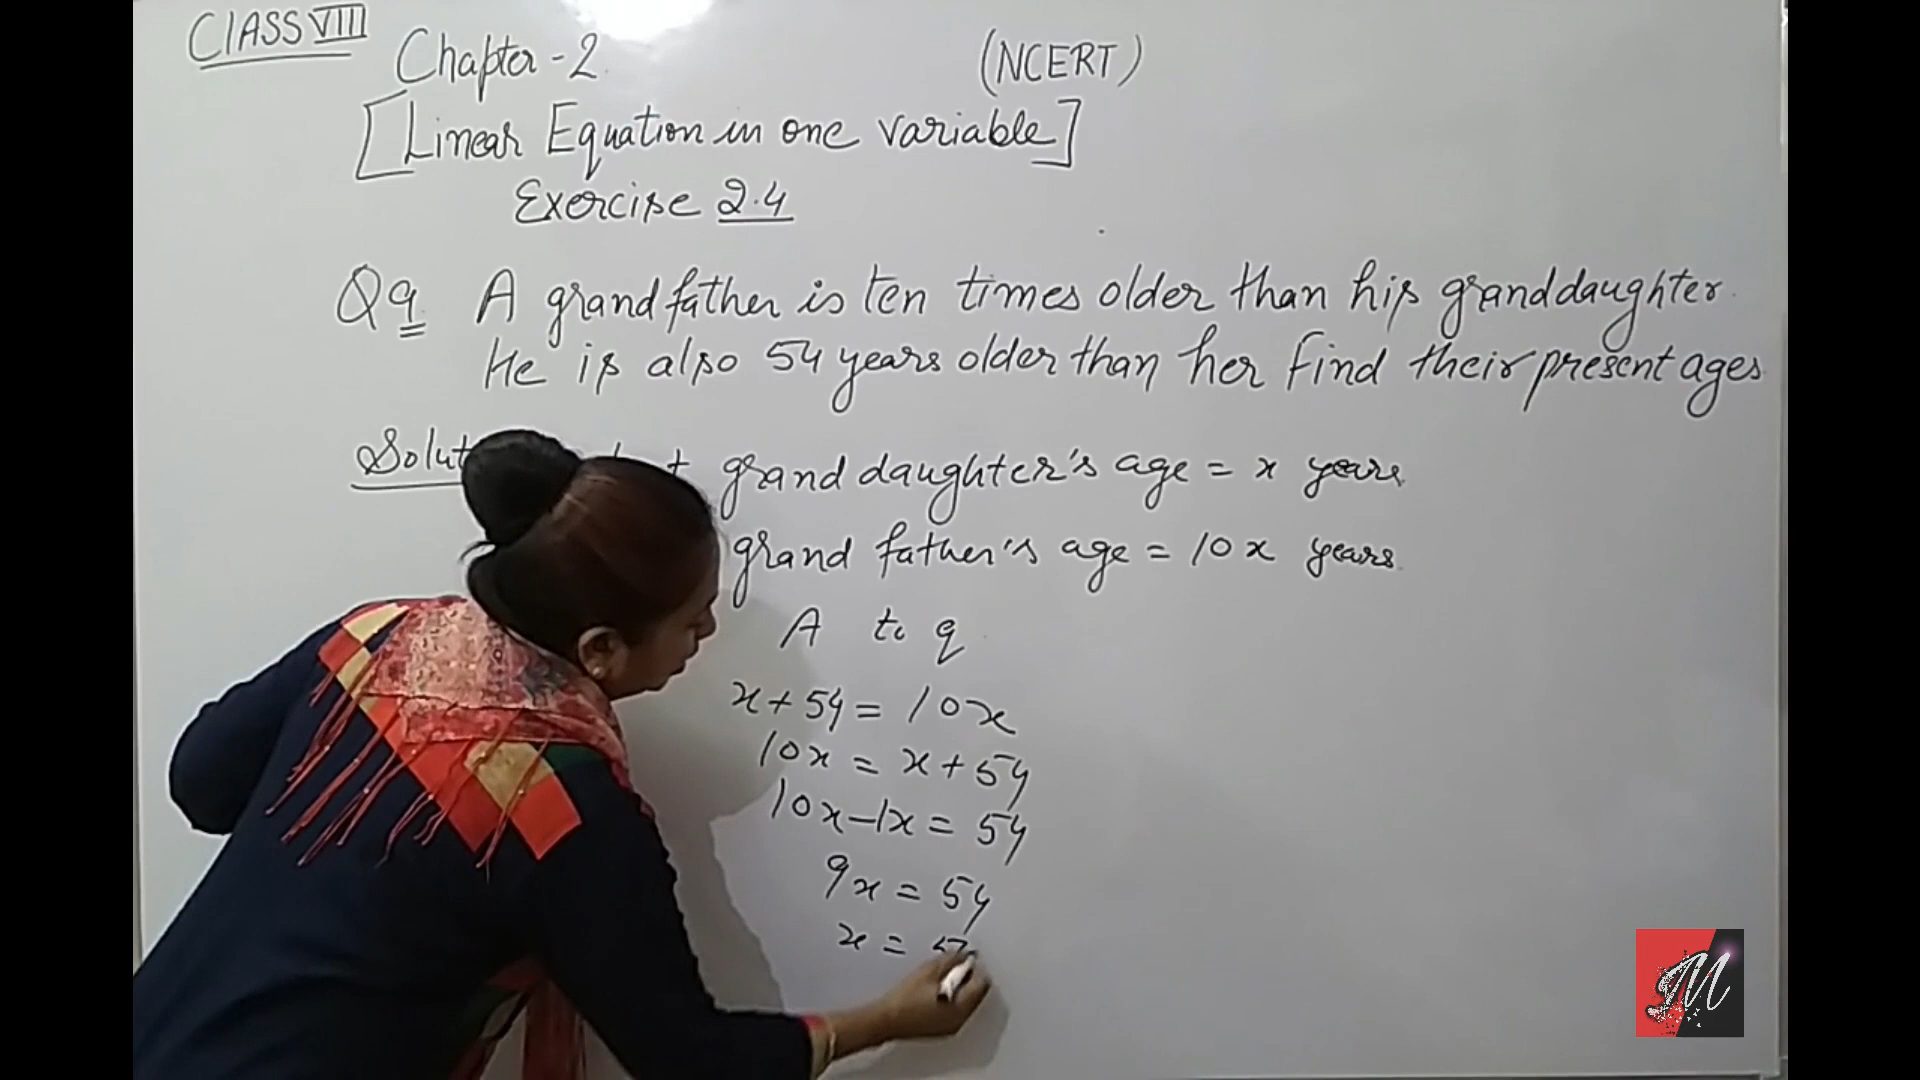 CLASS VIII
Chapter - 2 (NCERT)
[Linear Equation in one variable]
Exercise 2.4
Q9 A grandfather is ten times older than his granddaughter.
He is also 54 years older than her find their present ages
grand daughter's age = x years
grand father's age = 10x years
A to q
x + 54 = 10x
10x = x + 54
10x - 1x = 54
9x = 54
x =
M